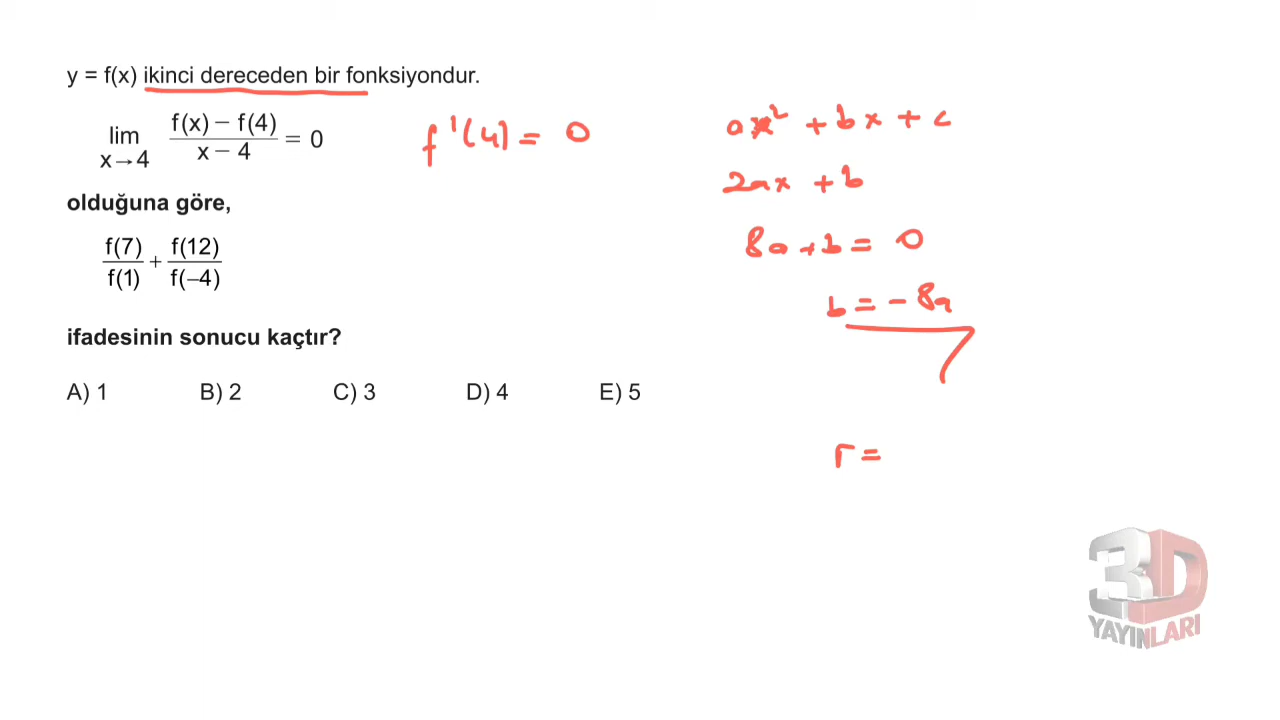 y = f(x) ikinci dereceden bir fonksiyondur.
lim x→4 f(x) − f(4) / x − 4 = 0
f'(4) = 0
olduğuna göre,
f(7)/f(1) + f(12)/f(−4)
ifadesinin sonucu kaçtır?
A) 1 B) 2 C) 3 D) 4 E) 5
ax² + bx + c
2ax + b
8a + b = 0
b = − 8a
r =
3D
YAYINLARI